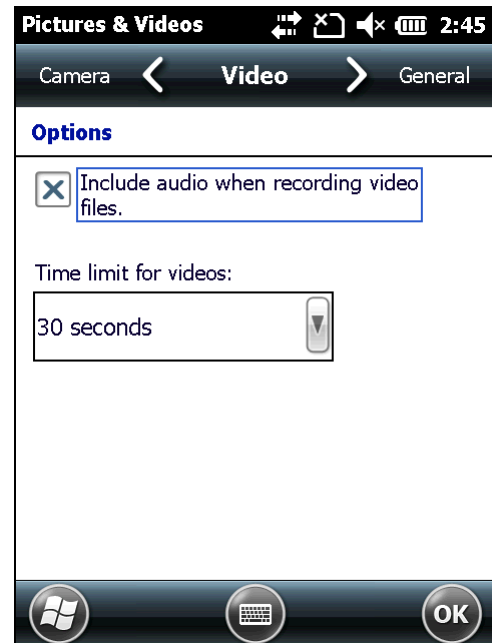 Pictures & Videos 2:45
Camera Video General
Options
Include audio when recording video
files.
Time limit for videos:
30 seconds
OK